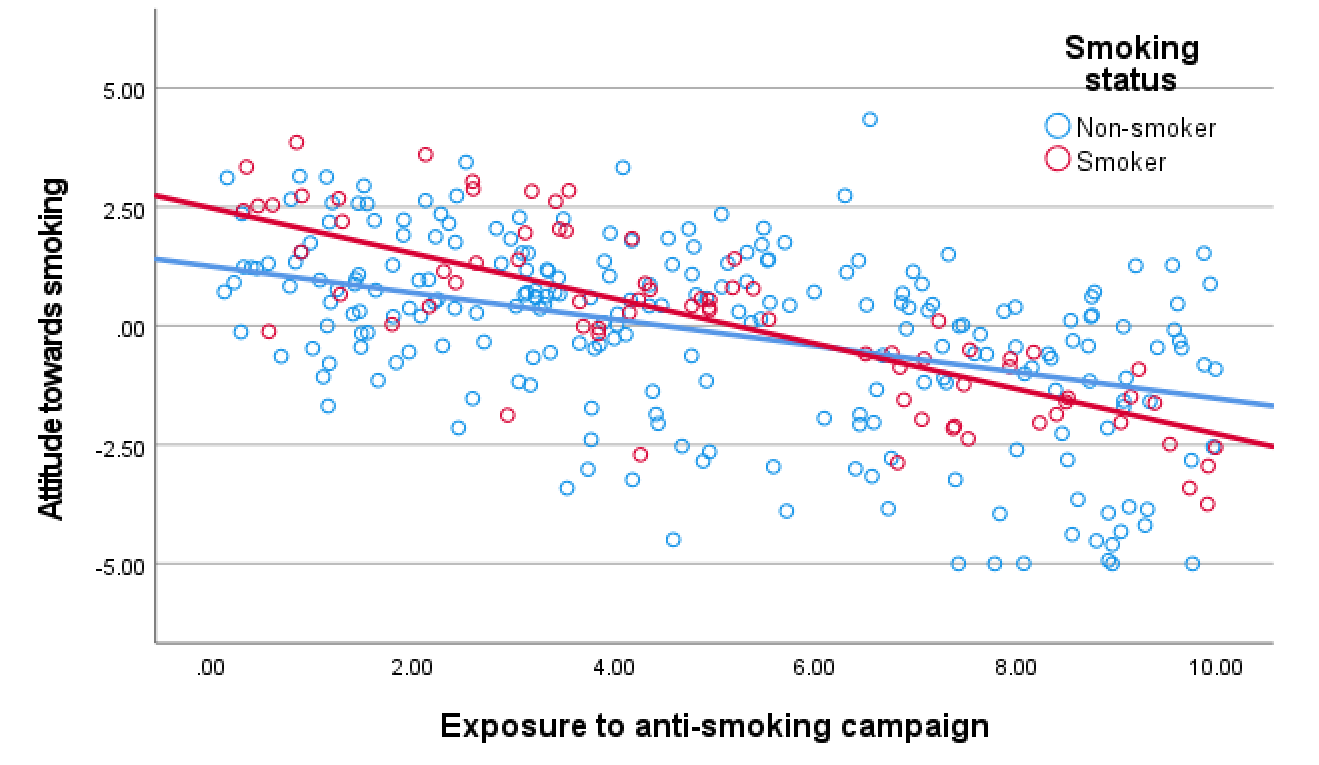 Smoking
status
Non-smoker
Smoker
5.00
2.50
.00
-2.50
-5.00
Attitude towards smoking
.00 2.00 4.00 6.00 8.00 10.00
Exposure to anti-smoking campaign